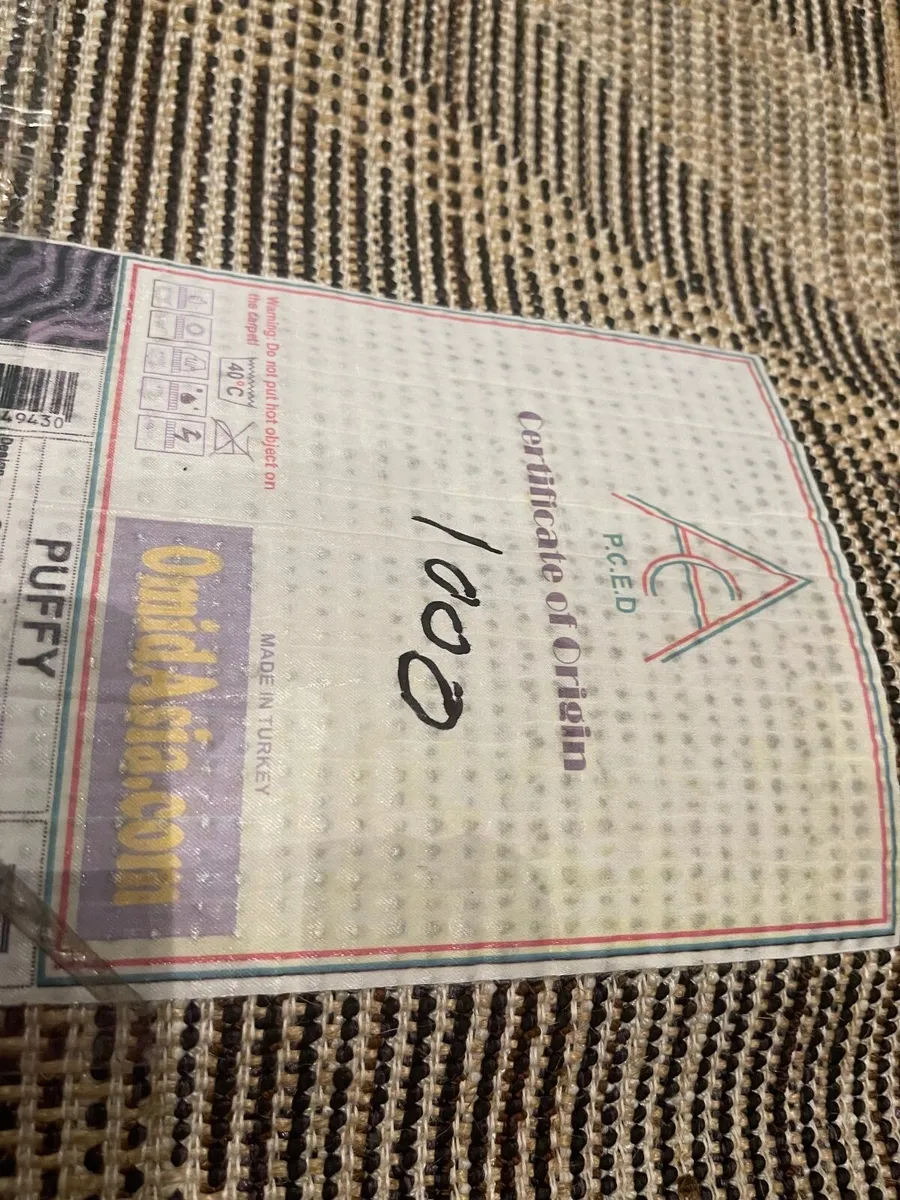 P.C.E.D
Certificate of Origin
1000
Warning: Do not put hot object on
the carpet!
40°C
MADE IN TURKEY
OmidAsia.com
49430
Design
PUFFY